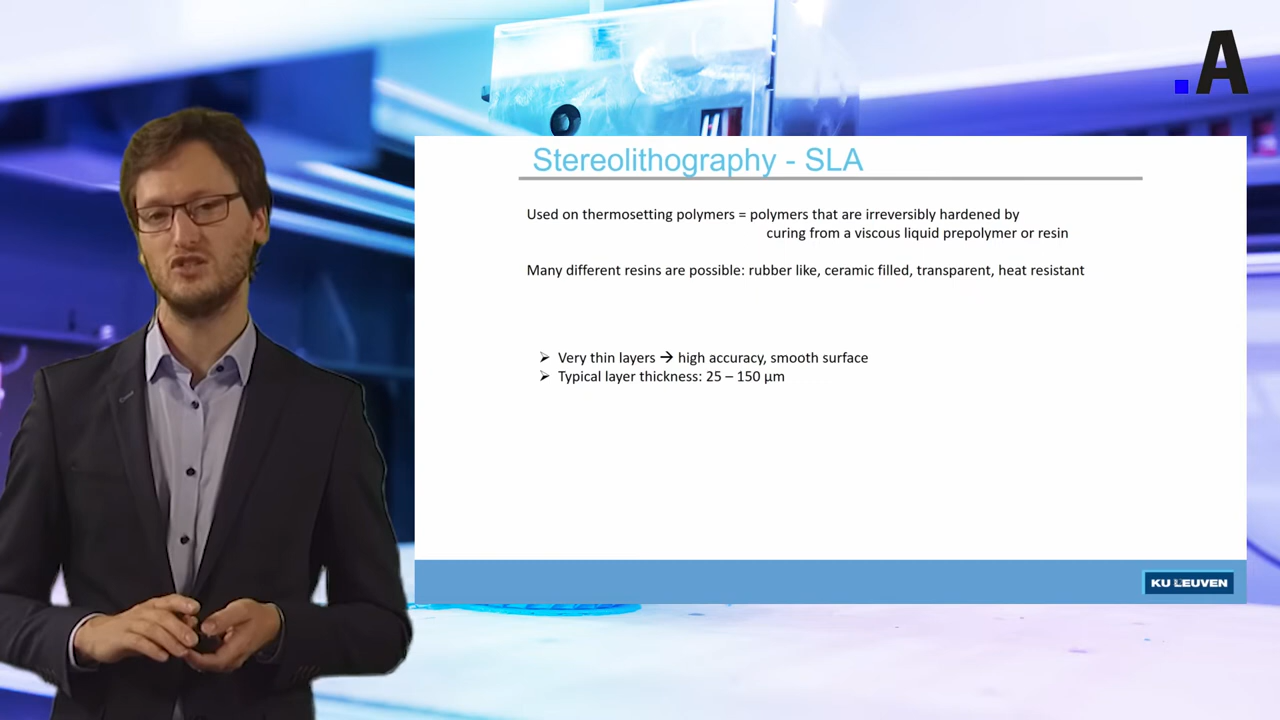 .A
Stereolithography - SLA
Used on thermosetting polymers = polymers that are irreversibly hardened by
curing from a viscous liquid prepolymer or resin
Many different resins are possible: rubber like, ceramic filled, transparent, heat resistant
➢ Very thin layers → high accuracy, smooth surface
➢ Typical layer thickness: 25 – 150 µm
KU LEUVEN